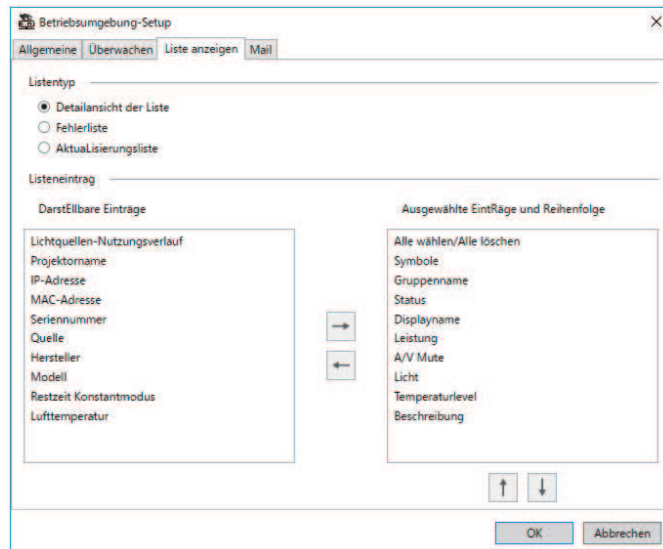 Betriebsumgebung-Setup
Allgemeine Überwachen Liste anzeigen Mail
Listentyp
Detailansicht der Liste
Fehlerliste
AktuaLisierungsliste
Listeneintrag
DarstEllbare Einträge
Lichtquellen-Nutzungsverlauf
Projektorname
IP-Adresse
MAC-Adresse
Seriennummer
Quelle
Hersteller
Modell
Restzeit Konstantmodus
Lufttemperatur
Ausgewählte EintRäge und Reihenfolge
Alle wählen/Alle löschen
Symbole
Gruppenname
Status
Displayname
Leistung
A/V Mute
Licht
Temperaturlevel
Beschreibung
OK Abbrechen